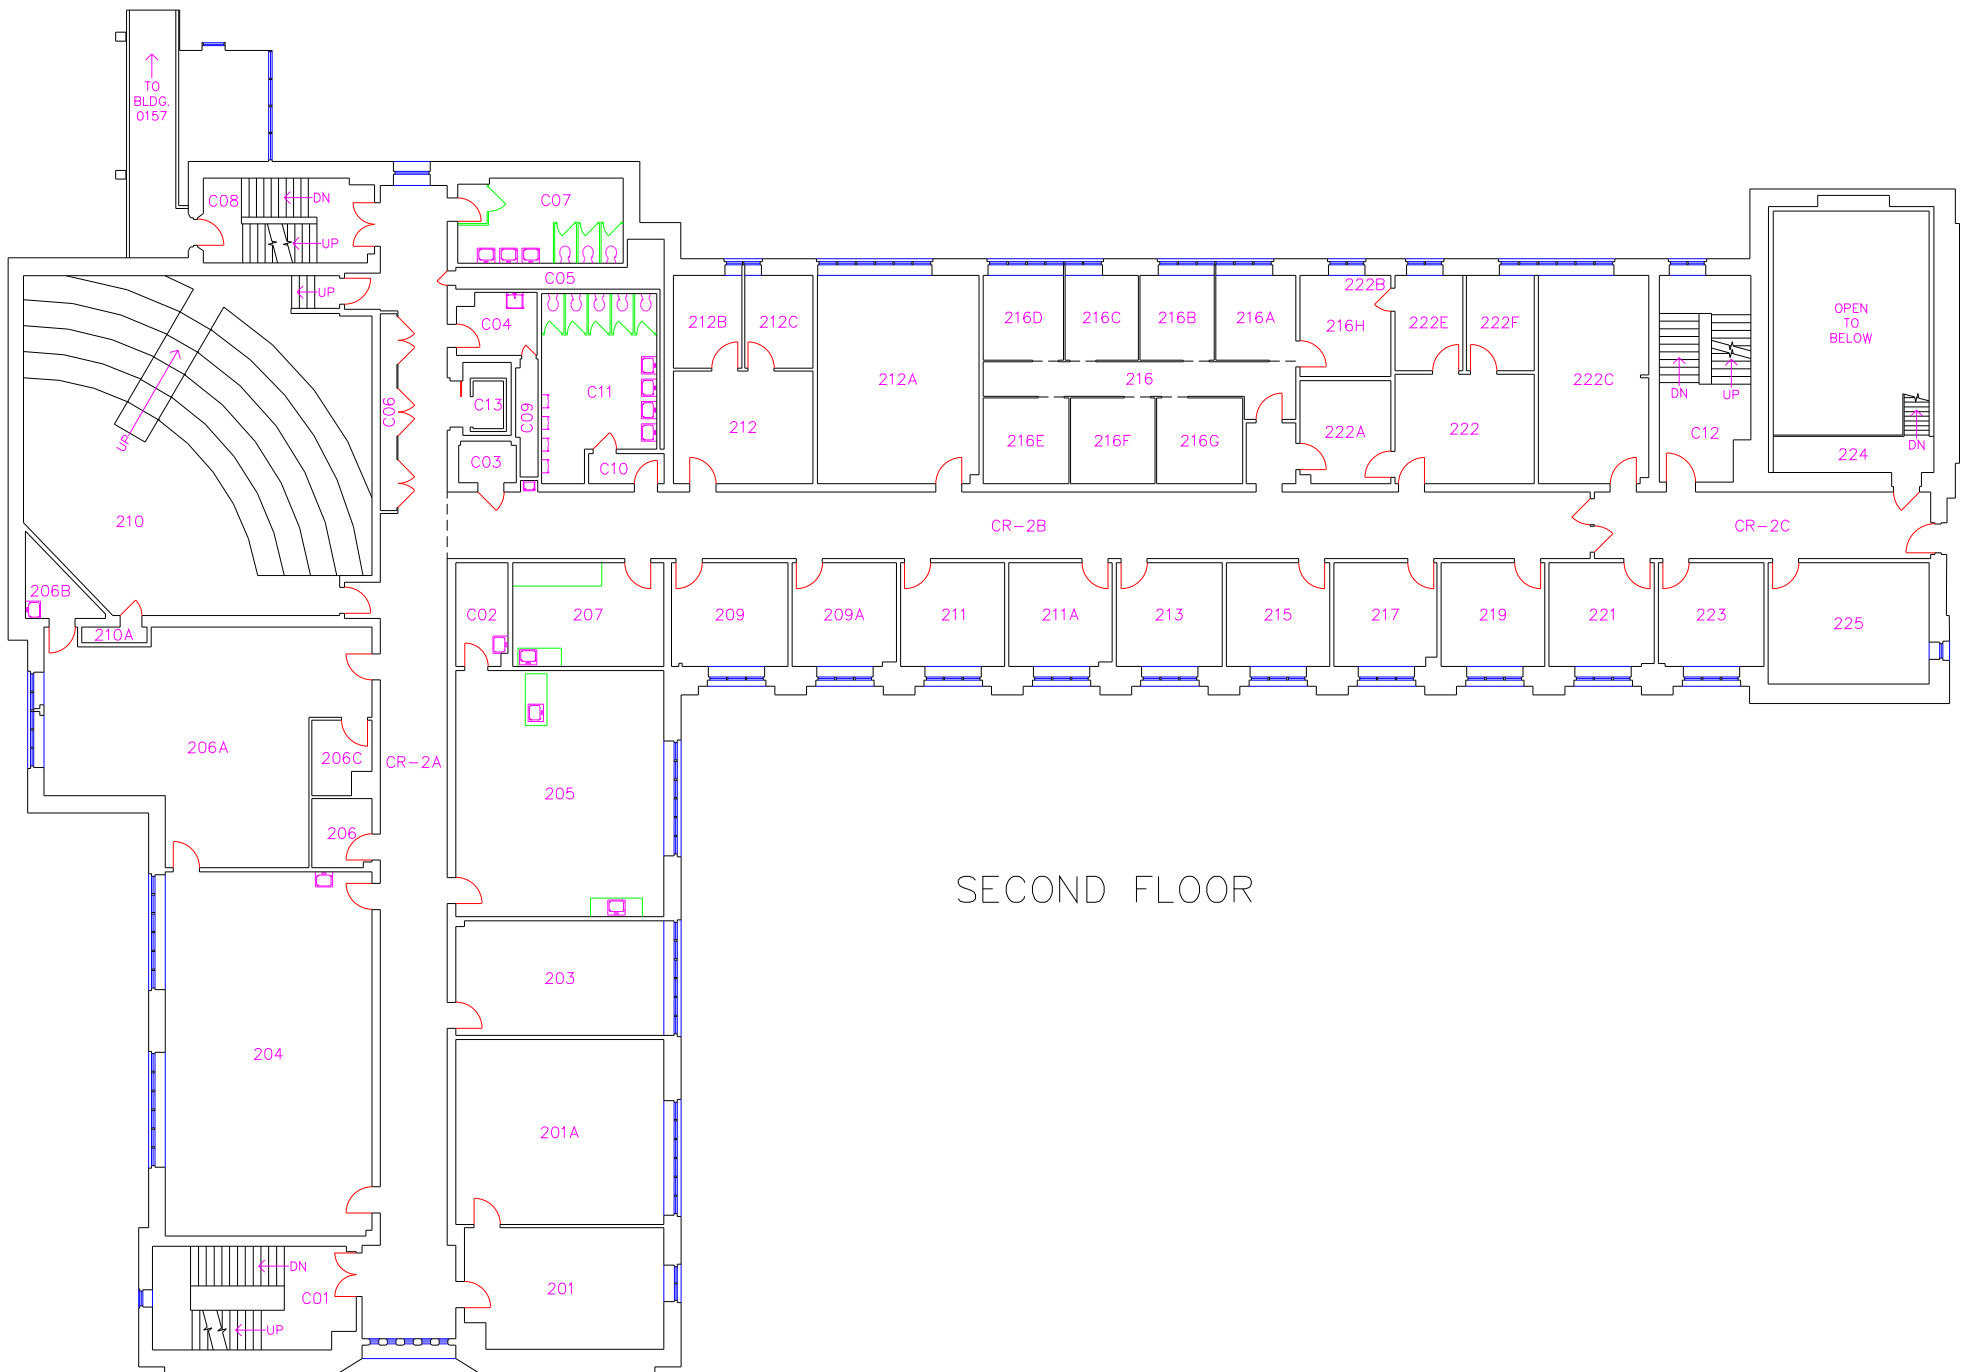 TO
BLDG.
0157
C08
DN
UP
C07
C05
UP
C04
C06
C13
C09
C11
C03
C10
UP
210
212B
212C
212
212A
216D
216C
216B
216A
216
216E
216F
216G
222B
216H
222E
222F
222A
222
222C
DN
UP
C12
OPEN
TO
BELOW
224
DN
CR-2B
CR-2C
206B
210A
C02
207
209
209A
211
211A
213
215
217
219
221
223
225
206A
206C
206
CR-2A
205
SECOND FLOOR
203
204
201A
201
DN
C01
UP